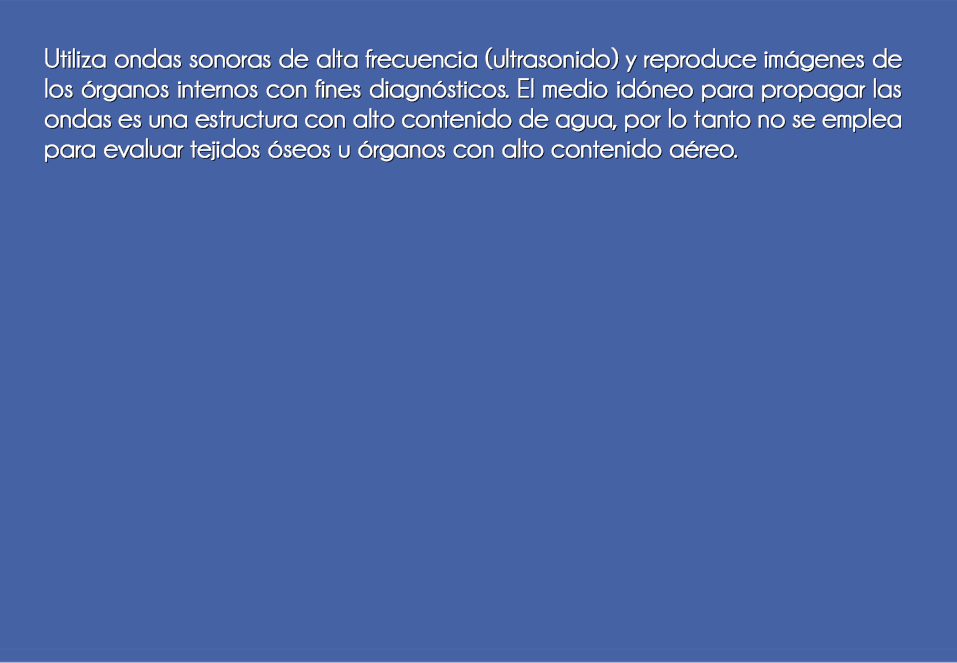 Utiliza ondas sonoras de alta frecuencia (ultrasonido) y reproduce imágenes de
los órganos internos con fines diagnósticos. El medio idóneo para propagar las
ondas es una estructura con alto contenido de agua, por lo tanto no se emplea
para evaluar tejidos óseos u órganos con alto contenido aéreo.